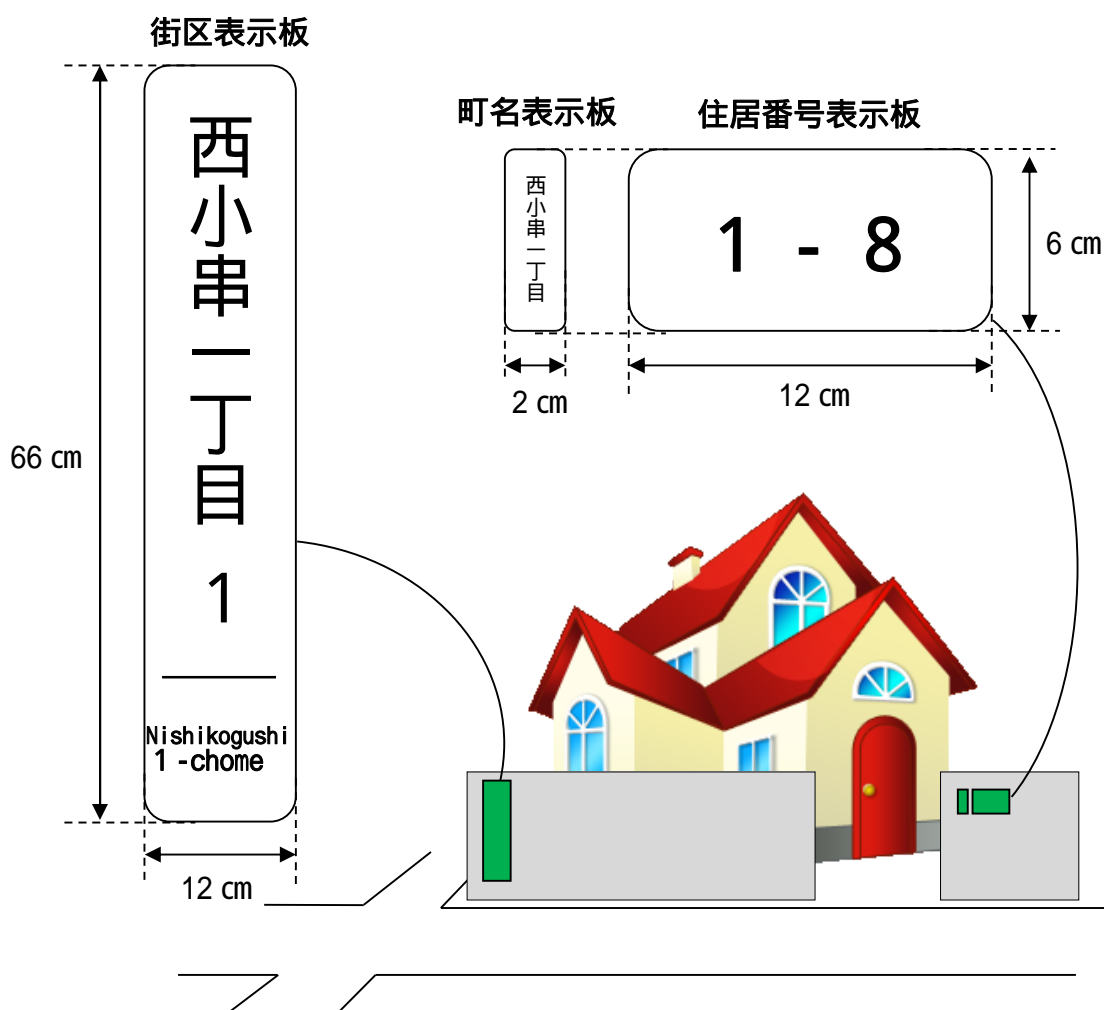 街区表示板
西小串一丁目 1
Nishikogushi
1-chome
66 cm
12 cm
町名表示板
西小串一丁目
2 cm
住居番号表示板
1 - 8
6 cm
12 cm